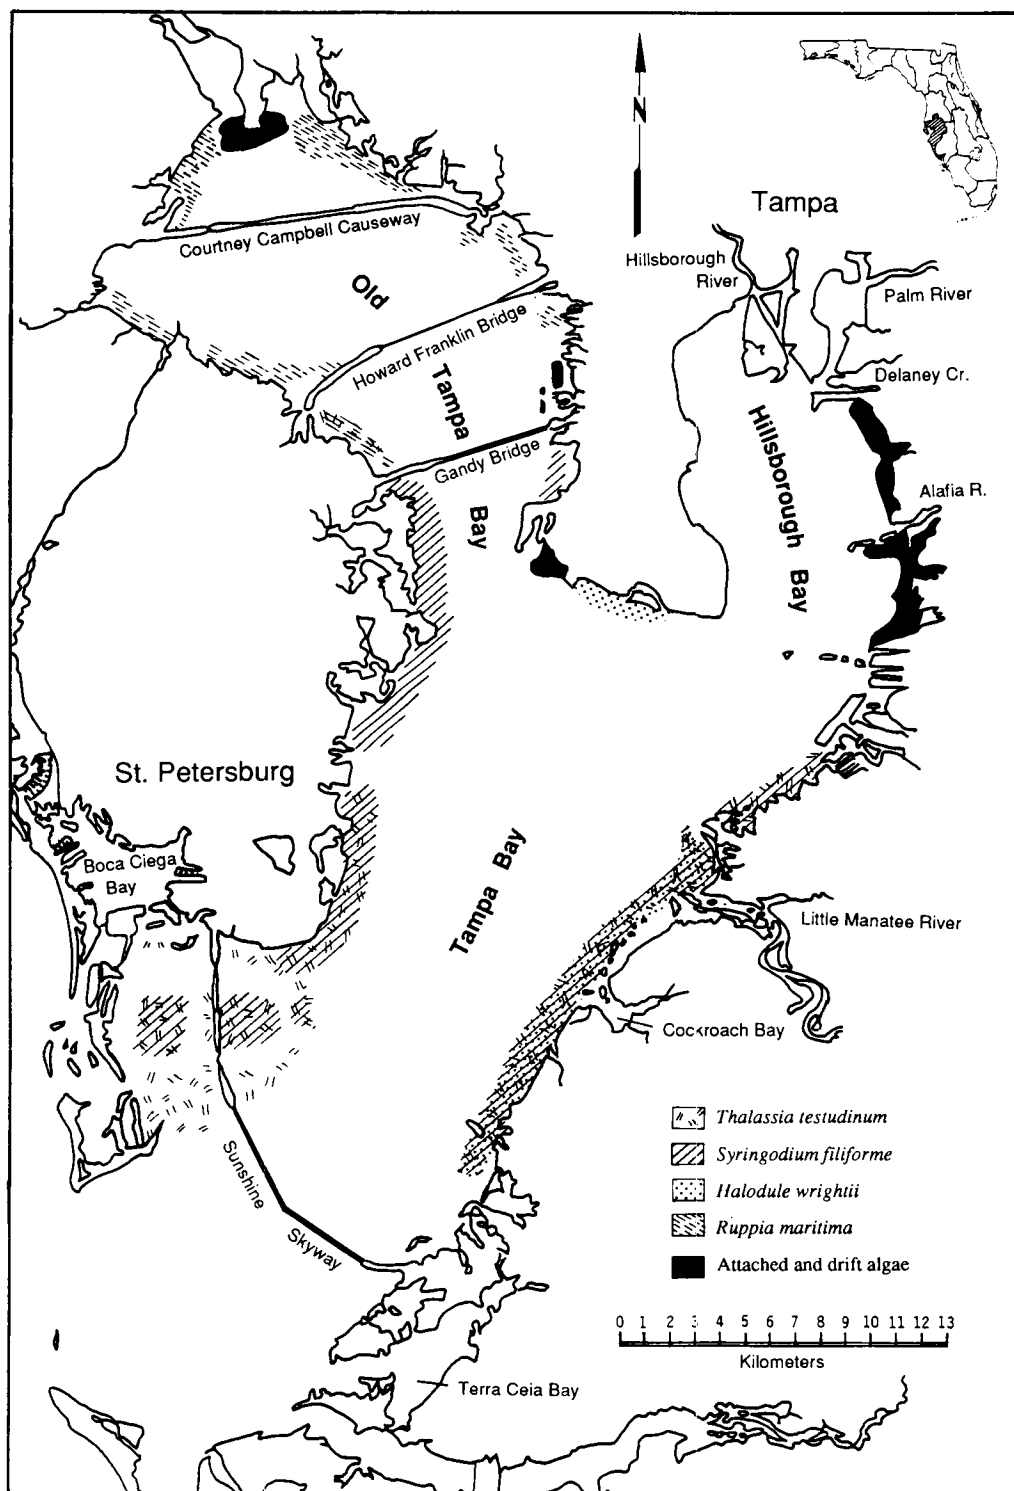 N
Tampa
Hillsborough
River
Palm River
Courtney Campbell Causeway
Old
Howard Franklin Bridge
Tampa
Delaney Cr.
Gandy Bridge
Hillsborough Bay
Alafia R.
Bay
St. Petersburg
Tampa Bay
Boca Ciega
Bay
Little Manatee River
Cockroach Bay
Sunshine
Skyway
Thalassia testudinum
Syringodium filiforme
Halodule wrightii
Ruppia maritima
Attached and drift algae
0 1 2 3 4 5 6 7 8 9 10 11 12 13
Kilometers
Terra Ceia Bay